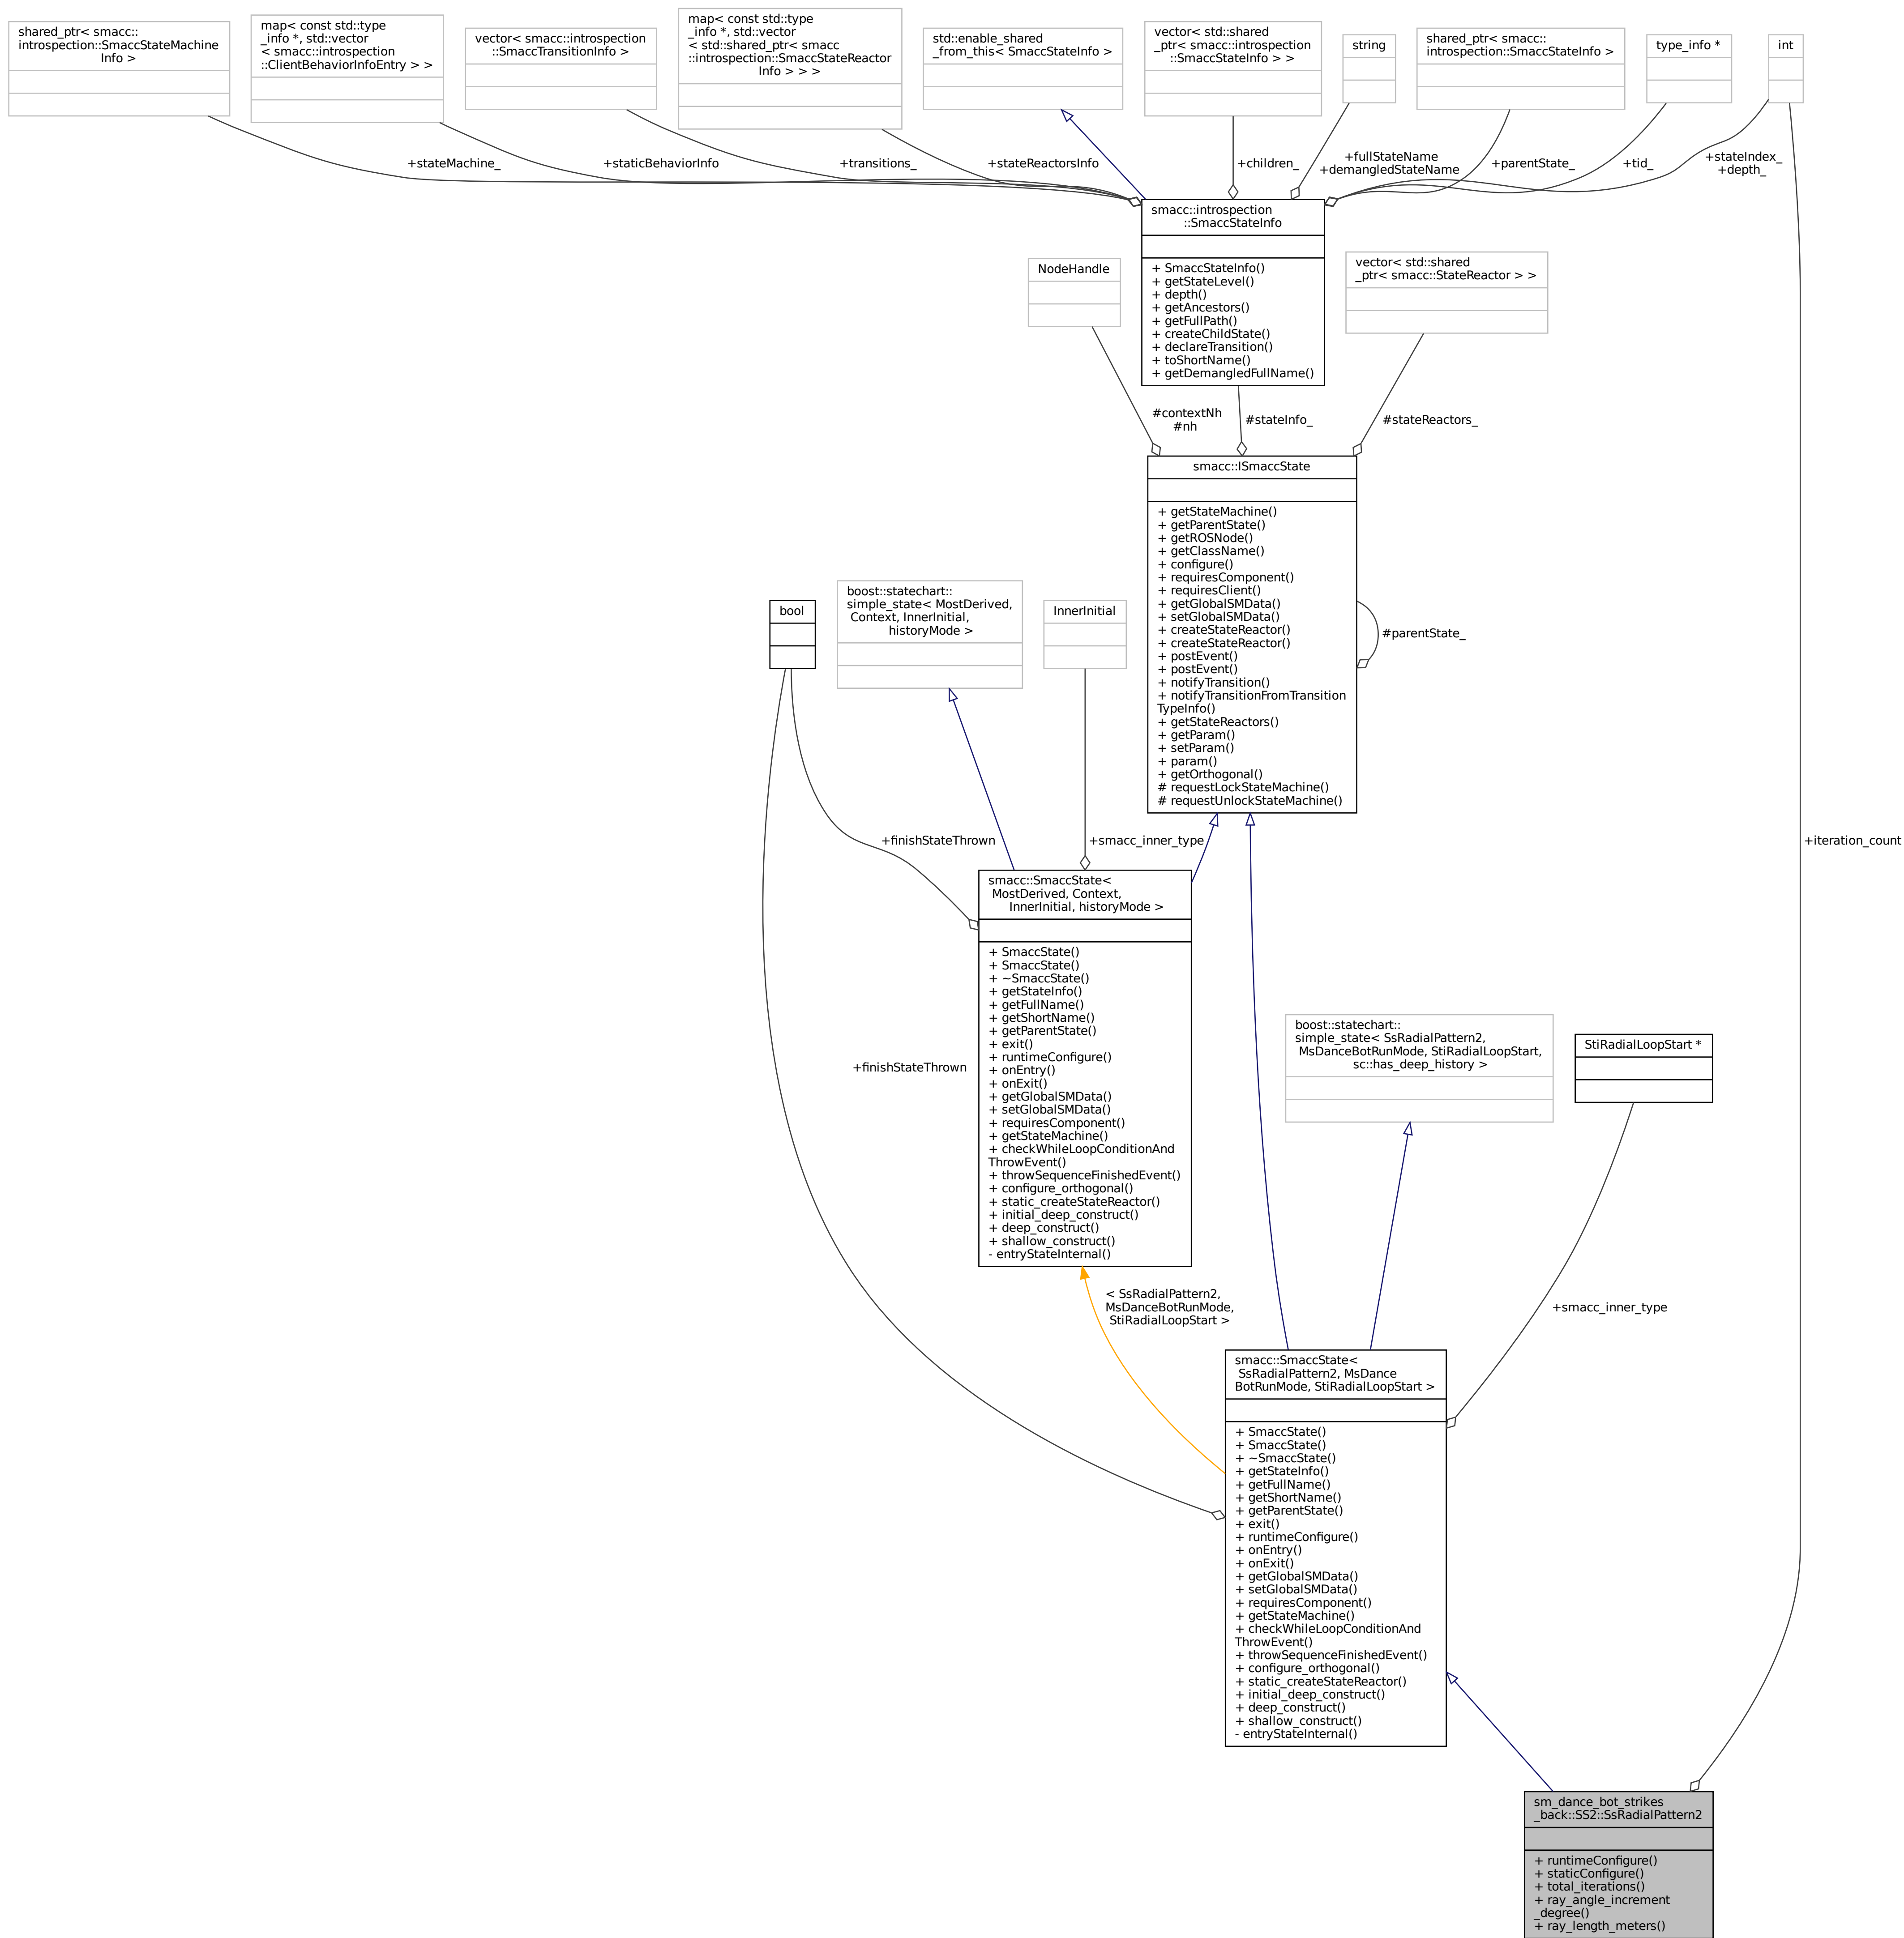 shared_ptr< smacc::
introspection::SmaccStateMachine
Info >
map< const std::type
_info *, std::vector
< smacc::introspection
::ClientBehaviorInfoEntry > >
vector< smacc::introspection
::SmaccTransitionInfo >
map< const std::type
_info *, std::vector
< std::shared_ptr< smacc
::introspection::SmaccStateReactor
Info > > >
std::enable_shared
_from_this< SmaccStateInfo >
vector< std::shared
_ptr< smacc::introspection
::SmaccStateInfo > >
string
shared_ptr< smacc::
introspection::SmaccStateInfo >
type_info *
int
+stateMachine_
+staticBehaviorInfo
+transitions_
+stateReactorsInfo
+children_
+fullStateName
+demangledStateName
+parentState_
+tid_
+stateIndex_
+depth_
smacc::introspection
::SmaccStateInfo
+ SmaccStateInfo()
+ getStateLevel()
+ depth()
+ getAncestors()
+ getFullPath()
+ createChildState()
+ declareTransition()
+ toShortName()
+ getDemangledFullName()
NodeHandle
vector< std::shared
_ptr< smacc::StateReactor > >
#contextNh
#nh
#stateInfo_
#stateReactors_
smacc::ISmaccState
+ getStateMachine()
+ getParentState()
+ getROSNode()
+ getClassName()
+ configure()
+ requiresComponent()
+ requiresClient()
+ getGlobalSMData()
+ setGlobalSMData()
+ createStateReactor()
+ createStateReactor()
+ postEvent()
+ postEvent()
+ notifyTransition()
+ notifyTransitionFromTransition
TypeInfo()
+ getStateReactors()
+ getParam()
+ setParam()
+ param()
+ getOrthogonal()
# requestLockStateMachine()
# requestUnlockStateMachine()
#parentState_
bool
boost::statechart::
simple_state< MostDerived,
Context, InnerInitial,
historyMode >
InnerInitial
+finishStateThrown
+smacc_inner_type
+iteration_count
smacc::SmaccState<
MostDerived, Context,
InnerInitial, historyMode >
+ SmaccState()
+ SmaccState()
+ ~SmaccState()
+ getStateInfo()
+ getFullName()
+ getShortName()
+ getParentState()
+ exit()
+ runtimeConfigure()
+ onEntry()
+ onExit()
+ getGlobalSMData()
+ setGlobalSMData()
+ requiresComponent()
+ getStateMachine()
+ checkWhileLoopConditionAnd
ThrowEvent()
+ throwSequenceFinishedEvent()
+ configure_orthogonal()
+ static_createStateReactor()
+ initial_deep_construct()
+ deep_construct()
+ shallow_construct()
- entryStateInternal()
+finishStateThrown
boost::statechart::
simple_state< SsRadialPattern2,
MsDanceBotRunMode, StiRadialLoopStart,
sc::has_deep_history >
StiRadialLoopStart *
< SsRadialPattern2,
MsDanceBotRunMode,
StiRadialLoopStart >
+smacc_inner_type
smacc::SmaccState<
SsRadialPattern2, MsDance
BotRunMode, StiRadialLoopStart >
+ SmaccState()
+ SmaccState()
+ ~SmaccState()
+ getStateInfo()
+ getFullName()
+ getShortName()
+ getParentState()
+ exit()
+ runtimeConfigure()
+ onEntry()
+ onExit()
+ getGlobalSMData()
+ setGlobalSMData()
+ requiresComponent()
+ getStateMachine()
+ checkWhileLoopConditionAnd
ThrowEvent()
+ throwSequenceFinishedEvent()
+ configure_orthogonal()
+ static_createStateReactor()
+ initial_deep_construct()
+ deep_construct()
+ shallow_construct()
- entryStateInternal()
sm_dance_bot_strikes
_back::SS2::SsRadialPattern2
+ runtimeConfigure()
+ staticConfigure()
+ total_iterations()
+ ray_angle_increment
_degree()
+ ray_length_meters()